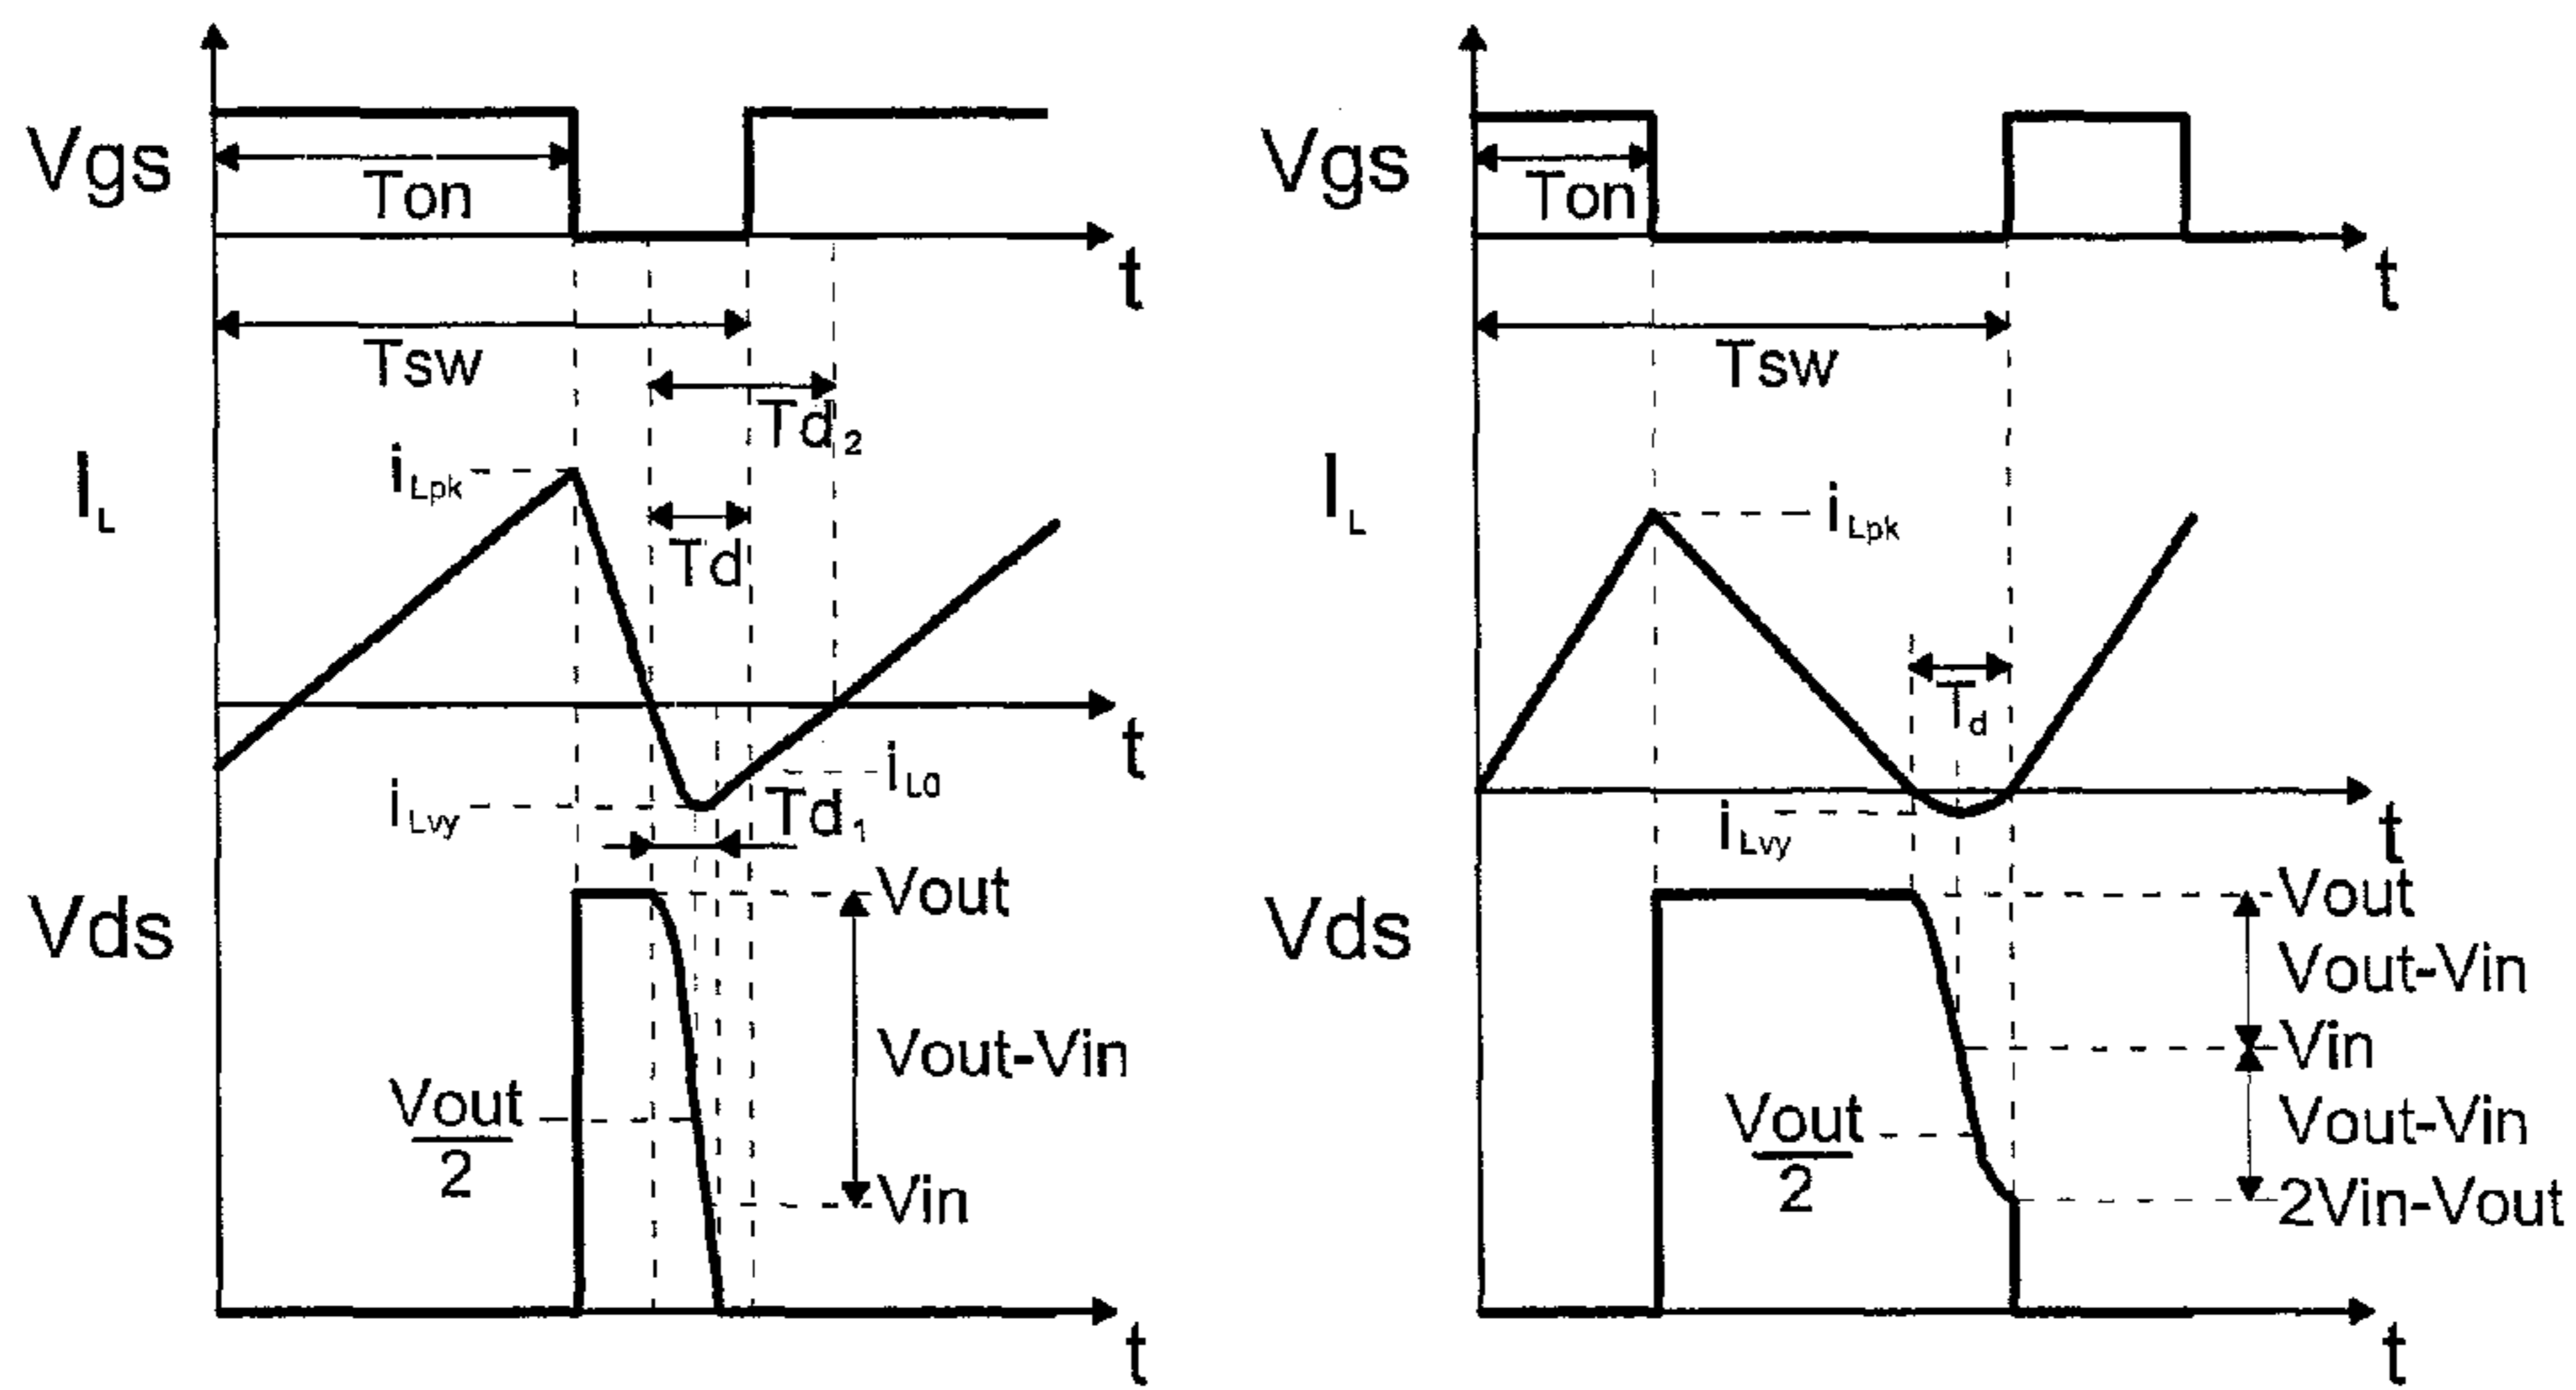 Vgs
Ton
t
Tsw
Td2
iLpk
IL
Td
t
iL0
iLvy
Td1
Vds
Vout
Vout-Vin
Vout
2
Vin
t
Vgs
Ton
t
Tsw
IL
iLpk
Td
t
iLvy
Vds
Vout
Vout-Vin
Vin
Vout
2
Vout-Vin
2Vin-Vout
t